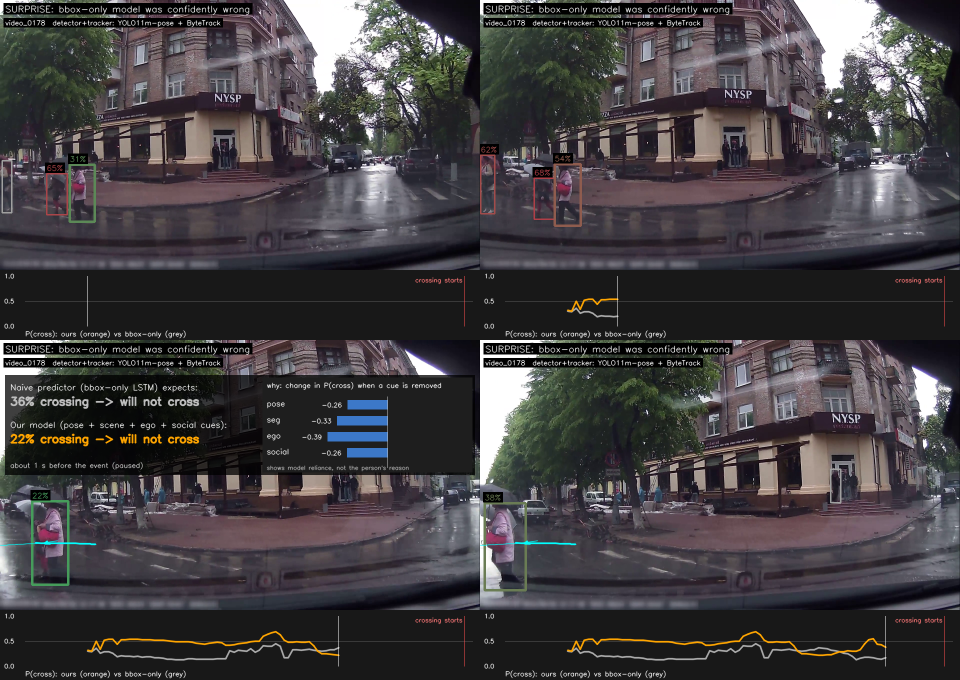 SURPRISE: bbox-only model was confidently wrong
video_0178 detector+tracker: YOLO11m-pose + ByteTrack
NYSP
65%
31%
1.0
0.5
0.0
crossing starts
P(cross): ours (orange) vs bbox-only (grey)
SURPRISE: bbox-only model was confidently wrong
video_0178 detector+tracker: YOLO11m-pose + ByteTrack
NYSP
62%
68%
54%
1.0
0.5
0.0
crossing starts
P(cross): ours (orange) vs bbox-only (grey)
SURPRISE: bbox-only model was confidently wrong
video_0178 detector+tracker: YOLO11m-pose + ByteTrack
Naive predictor (bbox-only LSTM) expects:
36% crossing -> will not cross
Our model (pose + scene + ego + social cues):
22% crossing -> will not cross
about 1 s before the event (paused)
why: change in P(cross) when a cue is removed
pose -0.26
seg -0.33
ego -0.39
social -0.26
shows model reliance, not the person's reason
22%
1.0
0.5
0.0
crossing starts
P(cross): ours (orange) vs bbox-only (grey)
SURPRISE: bbox-only model was confidently wrong
video_0178 detector+tracker: YOLO11m-pose + ByteTrack
NYSP
38%
1.0
0.5
0.0
crossing starts
P(cross): ours (orange) vs bbox-only (grey)